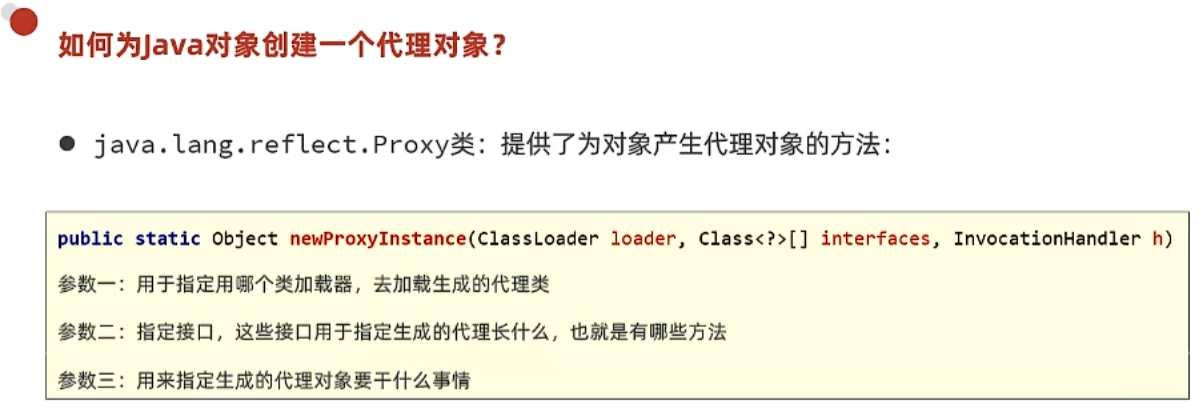 如何为Java对象创建一个代理对象？
● java.lang.reflect.Proxy类：提供了为对象产生代理对象的方法：
public static Object newProxyInstance(ClassLoader loader, Class<?>[] interfaces, InvocationHandler h)
参数一：用于指定用哪个类加载器，去加载生成的代理类
参数二：指定接口，这些接口用于指定生成的代理长什么，也就是有哪些方法
参数三：用来指定生成的代理对象要干什么事情